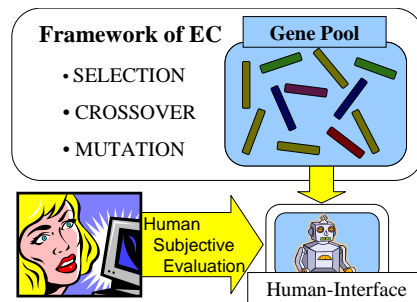 Framework of EC
Gene Pool
• SELECTION
• CROSSOVER
• MUTATION
Human
Subjective
Evaluation
Human-Interface